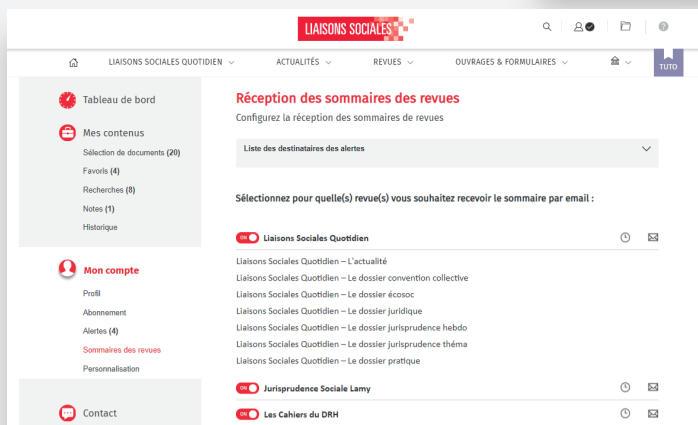 LIAISONS SOCIALES
LIAISONS SOCIALES QUOTIDIEN
ACTUALITÉS
REVUES
OUVRAGES & FORMULAIRES
TUTO
Tableau de bord
Mes contenus
Sélection de documents (20)
Favoris (4)
Recherches (8)
Notes (1)
Historique
Mon compte
Profil
Abonnement
Alertes (4)
Sommaires des revues
Personnalisation
Contact
Réception des sommaires des revues
Configurez la réception des sommaires de revues
Liste des destinataires des alertes
Sélectionnez pour quelle(s) revue(s) vous souhaitez recevoir le sommaire par email :
ON Liaisons Sociales Quotidien
Liaisons Sociales Quotidien – L'actualité
Liaisons Sociales Quotidien – Le dossier convention collective
Liaisons Sociales Quotidien – Le dossier écosoc
Liaisons Sociales Quotidien – Le dossier juridique
Liaisons Sociales Quotidien – Le dossier jurisprudence hebdo
Liaisons Sociales Quotidien – Le dossier jurisprudence théma
Liaisons Sociales Quotidien – Le dossier pratique
ON Jurisprudence Sociale Lamy
ON Les Cahiers du DRH